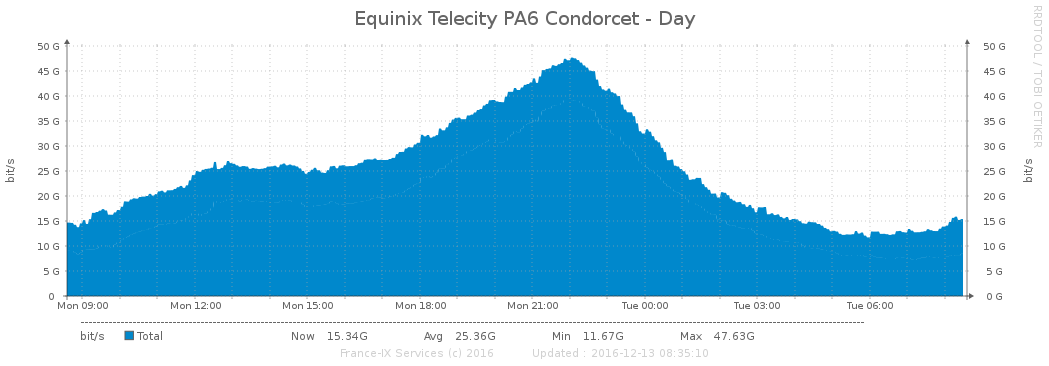 Equinix Telecity PA6 Condorcet - Day
RRDTOOL / TOBI OETIKER
50 G 50 G
45 G 45 G
40 G 40 G
35 G 35 G
30 G 30 G
25 G 25 G
20 G 20 G
15 G 15 G
10 G 10 G
5 G 5 G
0 0 G
bit/s
bit/s
Mon 09:00 Mon 12:00 Mon 15:00 Mon 18:00 Mon 21:00 Tue 00:00 Tue 03:00 Tue 06:00
bit/s Total Now 15.34G Avg 25.36G Min 11.67G Max 47.63G
France-IX Services (c) 2016 Updated : 2016-12-13 08:35:10